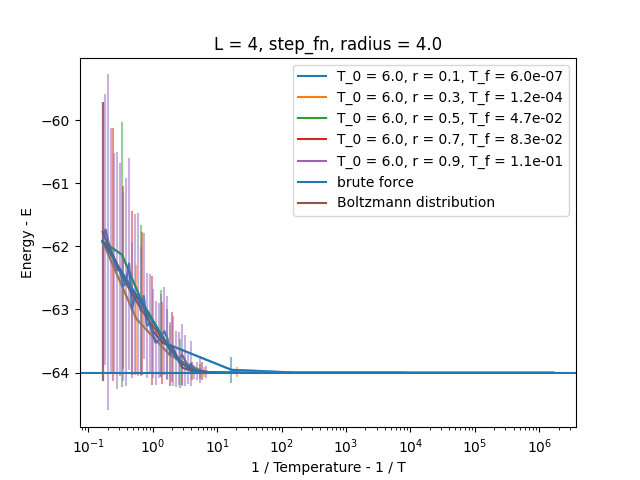 L = 4, step_fn, radius = 4.0
T_0 = 6.0, r = 0.1, T_f = 6.0e-07
T_0 = 6.0, r = 0.3, T_f = 1.2e-04
T_0 = 6.0, r = 0.5, T_f = 4.7e-02
T_0 = 6.0, r = 0.7, T_f = 8.3e-02
T_0 = 6.0, r = 0.9, T_f = 1.1e-01
brute force
Boltzmann distribution
Energy - E
−60
−61
−62
−63
−64
10⁻¹ 10⁰ 10¹ 10² 10³ 10⁴ 10⁵ 10⁶
1 / Temperature - 1 / T